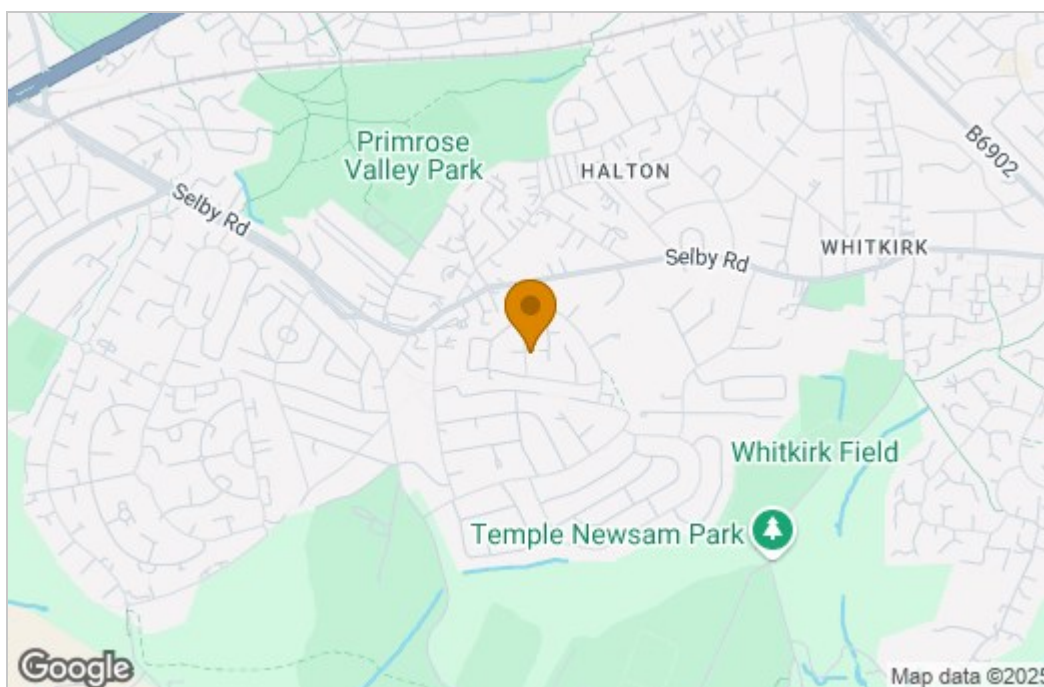 Primrose
Valley Park
HALTON
B6902
Selby Rd
Selby Rd
WHITKIRK
Whitkirk Field
Temple Newsam Park
Google
Map data ©2025